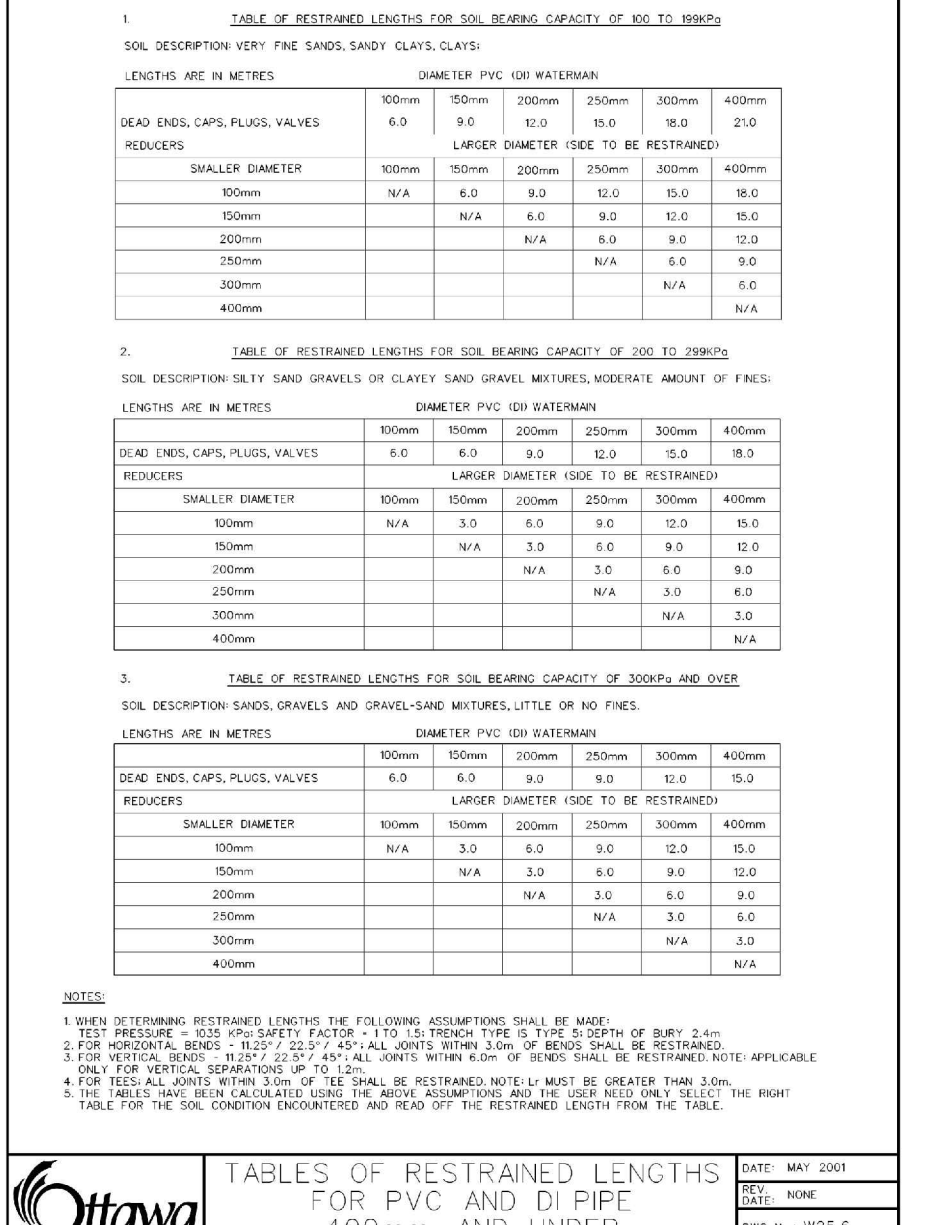 1. TABLE OF RESTRAINED LENGTHS FOR SOIL BEARING CAPACITY OF 100 TO 199KPa
SOIL DESCRIPTION: VERY FINE SANDS, SANDY CLAYS, CLAYS;
LENGTHS ARE IN METRES DIAMETER PVC (DI) WATERMAIN
100mm 150mm 200mm 250mm 300mm 400mm
DEAD ENDS, CAPS, PLUGS, VALVES 6.0 9.0 12.0 15.0 18.0 21.0
REDUCERS LARGER DIAMETER (SIDE TO BE RESTRAINED)
SMALLER DIAMETER 100mm 150mm 200mm 250mm 300mm 400mm
100mm N/A 6.0 9.0 12.0 15.0 18.0
150mm N/A 6.0 9.0 12.0 15.0
200mm N/A 6.0 9.0 12.0
250mm N/A 6.0 9.0
300mm N/A 6.0
400mm N/A
2. TABLE OF RESTRAINED LENGTHS FOR SOIL BEARING CAPACITY OF 200 TO 299KPa
SOIL DESCRIPTION: SILTY SAND GRAVELS OR CLAYEY SAND GRAVEL MIXTURES, MODERATE AMOUNT OF FINES;
LENGTHS ARE IN METRES DIAMETER PVC (DI) WATERMAIN
100mm 150mm 200mm 250mm 300mm 400mm
DEAD ENDS, CAPS, PLUGS, VALVES 6.0 6.0 9.0 12.0 15.0 18.0
REDUCERS LARGER DIAMETER (SIDE TO BE RESTRAINED)
SMALLER DIAMETER 100mm 150mm 200mm 250mm 300mm 400mm
100mm N/A 3.0 6.0 9.0 12.0 15.0
150mm N/A 3.0 6.0 9.0 12.0
200mm N/A 3.0 6.0 9.0
250mm N/A 3.0 6.0
300mm N/A 3.0
400mm N/A
3. TABLE OF RESTRAINED LENGTHS FOR SOIL BEARING CAPACITY OF 300KPa AND OVER
SOIL DESCRIPTION: SANDS, GRAVELS AND GRAVEL-SAND MIXTURES, LITTLE OR NO FINES.
LENGTHS ARE IN METRES DIAMETER PVC (DI) WATERMAIN
100mm 150mm 200mm 250mm 300mm 400mm
DEAD ENDS, CAPS, PLUGS, VALVES 6.0 6.0 9.0 9.0 12.0 15.0
REDUCERS LARGER DIAMETER (SIDE TO BE RESTRAINED)
SMALLER DIAMETER 100mm 150mm 200mm 250mm 300mm 400mm
100mm N/A 3.0 6.0 9.0 12.0 15.0
150mm N/A 3.0 6.0 9.0 12.0
200mm N/A 3.0 6.0 9.0
250mm N/A 3.0 6.0
300mm N/A 3.0
400mm N/A
NOTES:
1. WHEN DETERMINING RESTRAINED LENGTHS THE FOLLOWING ASSUMPTIONS SHALL BE MADE:
TEST PRESSURE = 1035 KPa; SAFETY FACTOR - 1 TO 1.5; TRENCH TYPE IS TYPE 5; DEPTH OF BURY 2.4m
2. FOR HORIZONTAL BENDS - 11.25° / 22.5° / 45°; ALL JOINTS WITHIN 3.0m OF BENDS SHALL BE RESTRAINED.
3. FOR VERTICAL BENDS - 11.25° / 22.5° / 45°; ALL JOINTS WITHIN 6.0m OF BENDS SHALL BE RESTRAINED. NOTE: APPLICABLE
ONLY FOR VERTICAL SEPARATIONS UP TO 1.2m.
4. FOR TEES; ALL JOINTS WITHIN 3.0m OF TEE SHALL BE RESTRAINED. NOTE: Lr MUST BE GREATER THAN 3.0m.
5. THE TABLES HAVE BEEN CALCULATED USING THE ABOVE ASSUMPTIONS AND THE USER NEED ONLY SELECT THE RIGHT
TABLE FOR THE SOIL CONDITION ENCOUNTERED AND READ OFF THE RESTRAINED LENGTH FROM THE TABLE.
Ottawa
TABLES OF RESTRAINED LENGTHS
FOR PVC AND DI PIPE
400mm AND UNDER
DATE: MAY 2001
REV. DATE: NONE